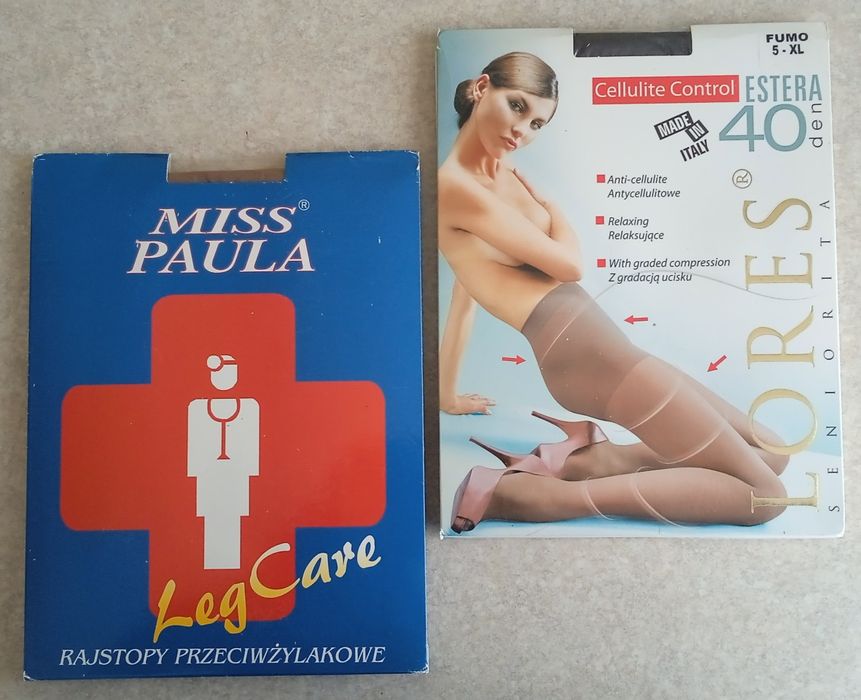 MISS®
PAULA
LegCare
RAJSTOPY PRZECIWŻYLAKOWE
FUMO
5 - XL
Cellulite Control
ESTERA
40 den
MADE
IN
ITALY
Anti-cellulite
Antycellulitowe
Relaxing
Relaksujące
With graded compression
Z gradacją ucisku
LORES®
SENIORITA